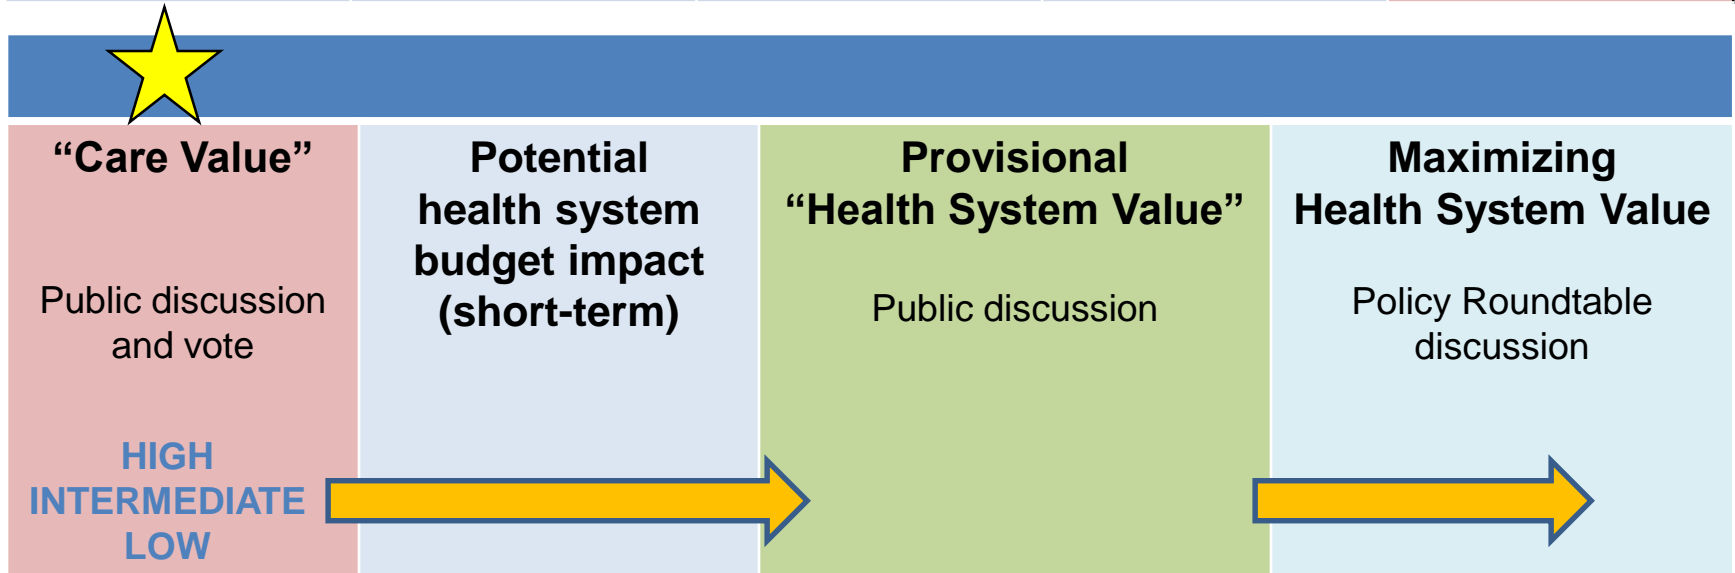 “Care Value”
Public discussion
and vote
HIGH
INTERMEDIATE
LOW
Potential
health system
budget impact
(short-term)
Provisional
“Health System Value”
Public discussion
Maximizing
Health System Value
Policy Roundtable
discussion